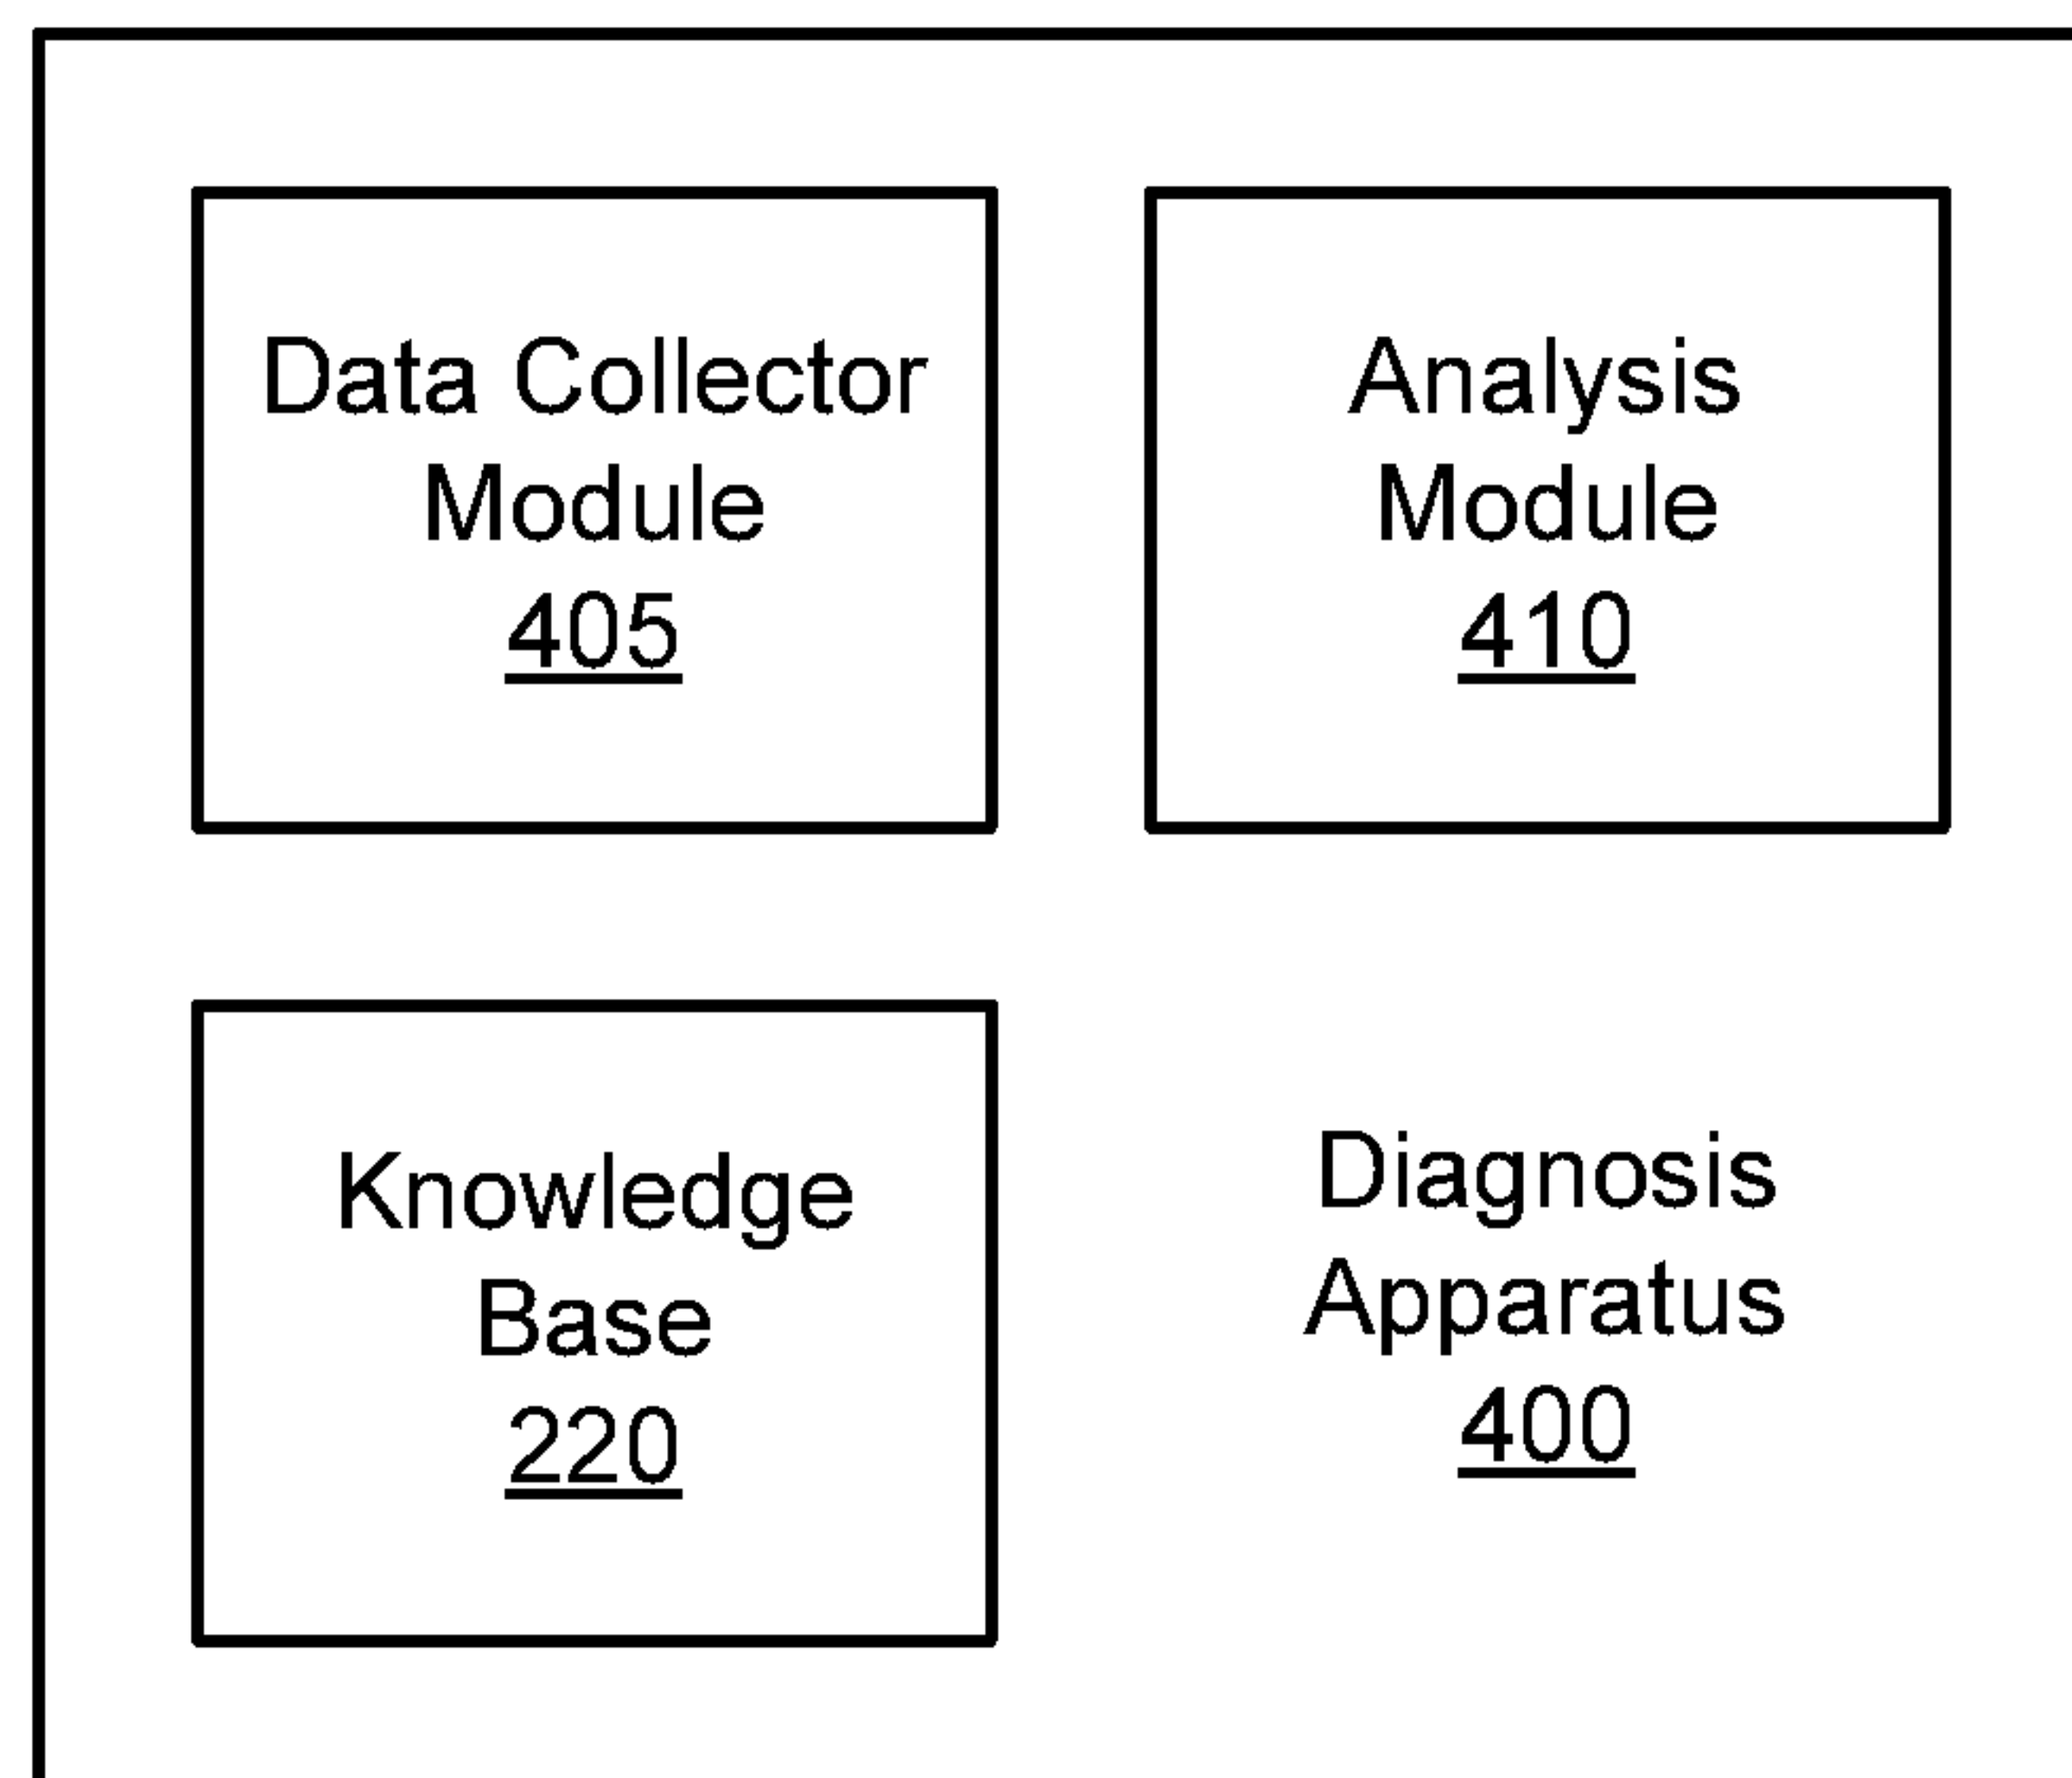 Data Collector
Module
405
Analysis
Module
410
Knowledge
Base
220
Diagnosis
Apparatus
400